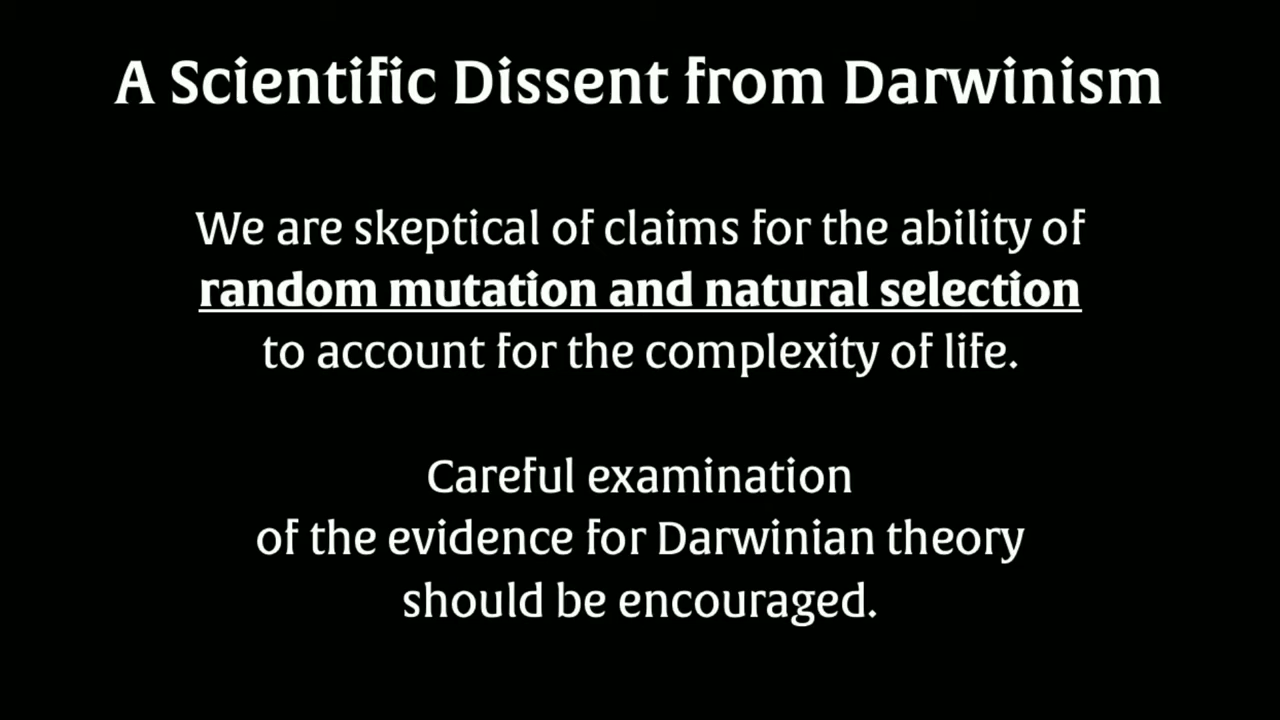 A Scientific Dissent from Darwinism
We are skeptical of claims for the ability of
random mutation and natural selection
to account for the complexity of life.
Careful examination
of the evidence for Darwinian theory
should be encouraged.